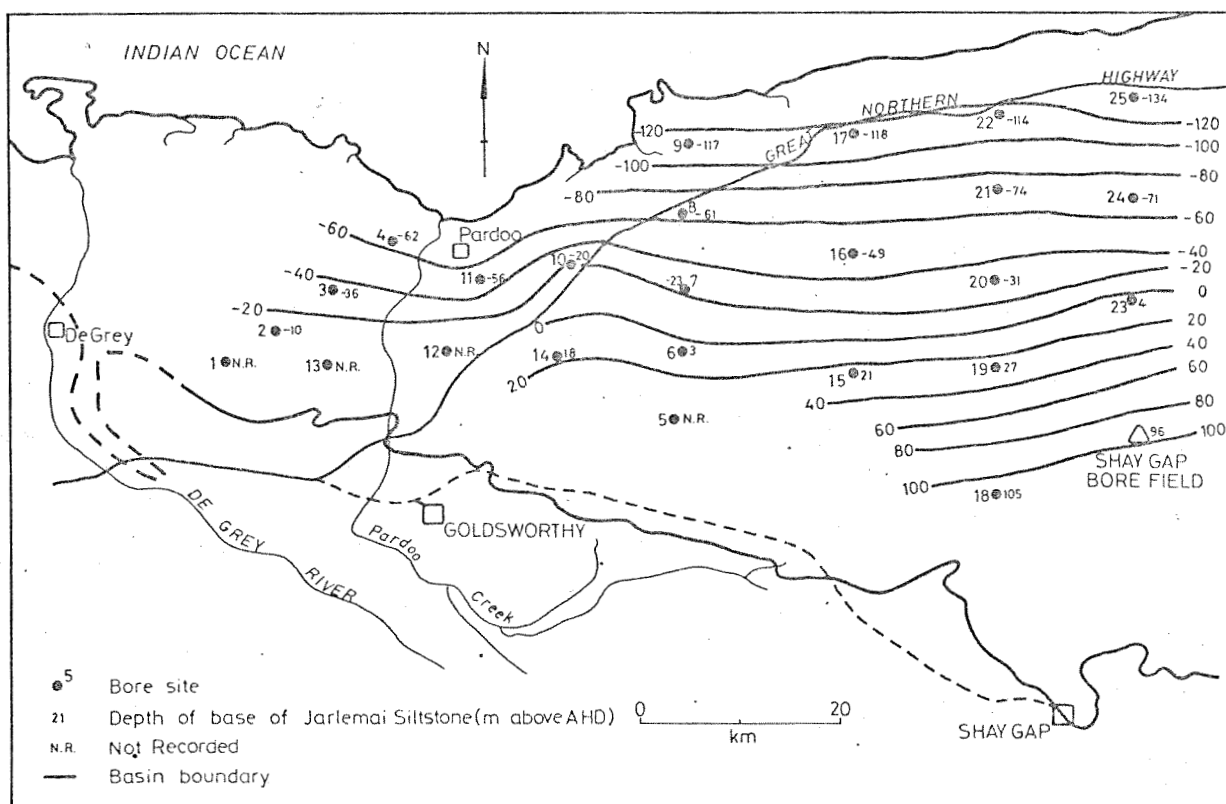 INDIAN OCEAN
N
HIGHWAY
NORTHERN
GREAT
25 -134
22 -114
-120
-120
17 -118
9 -117
-100
-100
-80
-80
21 -74
24 -71
8 -61
-60
-60
4 -62
Pardoo
16 -49
-40
10 -20
11 -56
-40
3 -36
-23 7
20 -31
-20
0
23 4
-20
2 -10
DeGrey
0
20
12 N.R.
14 18
6 3
40
1 N.R.
13 N.R.
20
15 21
19 27
60
40
80
5 N.R.
60
100
80
96
SHAY GAP
BORE FIELD
100
18 105
DE GREY
RIVER
GOLDSWORTHY
Pardoo
Creek
5 Bore site
21 Depth of base of Jarlemai Siltstone (m above AHD)
N.R. Not Recorded
Basin boundary
0 20
km
SHAY GAP